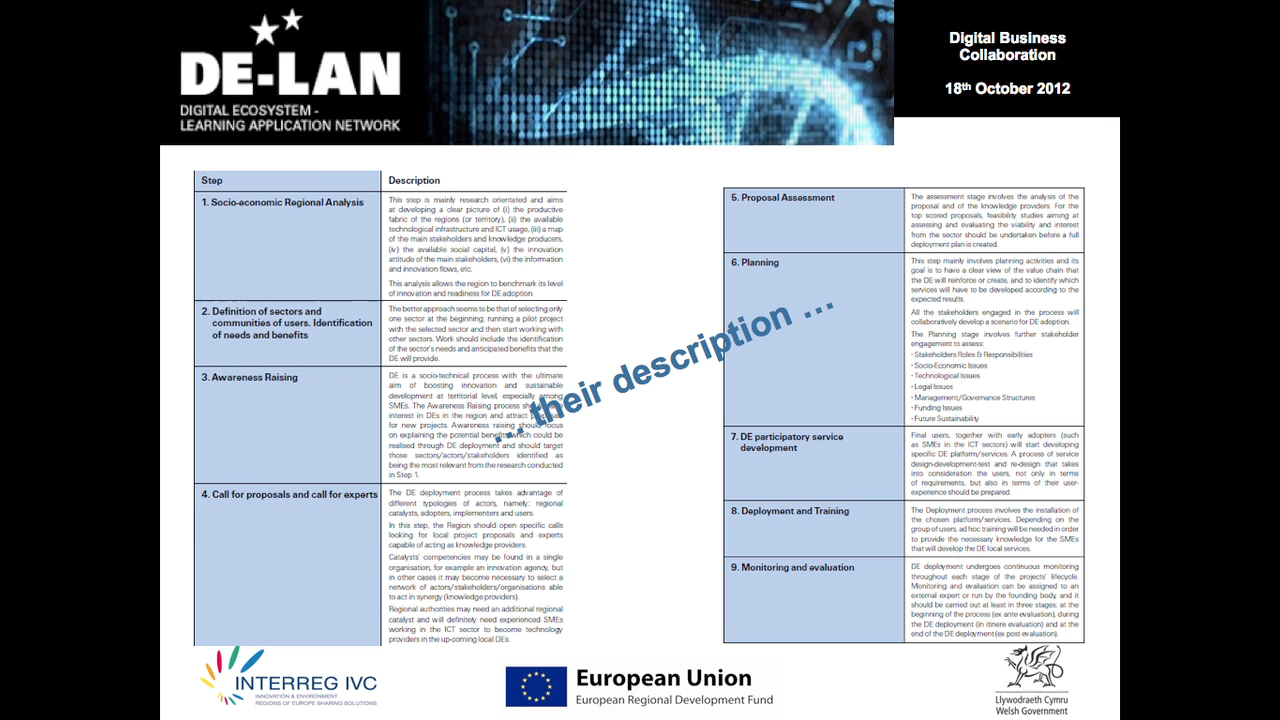 DE-LAN
DIGITAL ECOSYSTEM -
LEARNING APPLICATION NETWORK
Digital Business
Collaboration
18th October 2012
Step
Description
1. Socio-economic Regional Analysis
This step is mainly research orientated and aims
at developing a clear picture of (i) the productive
fabric of the regions (or territory), (ii) the available
technological infrastructure and ICT usage, (iii) a map
of the main stakeholders and knowledge producers,
(iv) the available social capital, (v) the innovation
attitude of the main stakeholders, (vi) the information
and innovation flows, etc.
This analysis allows the region to benchmark its level
of innovation and readiness for DE adoption.
2. Definition of sectors and
communities of users. Identification
of needs and benefits
The better approach seems to be that of selecting only
one sector at the beginning; running a pilot project
with the selected sector and then start working with
other sectors. Work should include the identification
of the sector's needs and anticipated benefits that the
DE will provide.
3. Awareness Raising
DE is a socio-technical process with the ultimate
aim of boosting innovation and sustainable
development at territorial level, especially among
SMEs. The Awareness Raising process
interest in DEs in the region and attract
for new projects. Awareness raising should focus
on explaining the potential benefits which could be
realised through DE deployment and should target
those sectors/actors/stakeholders identified as
being the most relevant from the research conducted
in Step 1.
4. Call for proposals and call for experts
The DE deployment process takes advantage of
different typologies of actors, namely: regional
catalysts, adopters, implementers and users.
In this step, the Region should open specific calls
looking for local project proposals and experts
capable of acting as knowledge providers.
Catalysts' competencies may be found in a single
organisation, for example an innovation agency, but
in other cases it may become necessary to select a
network of actors/stakeholders/organisations able
to act in synergy (knowledge providers).
Regional authorities may need an additional regional
catalyst and will definitely need experienced SMEs
working in the ICT sector to become technology
providers in the up-coming local DEs.
... their description ...
5. Proposal Assessment
The assessment stage involves the analysis of the
proposal and of the knowledge providers. For the
top scored proposals, feasibility studies aiming at
assessing and evaluating the viability and interest
from the sector should be undertaken before a full
deployment plan is created.
6. Planning
This step mainly involves planning activities and its
goal is to have a clear view of the value chain that
the DE will reinforce or create, and to identify which
services will have to be developed according to the
expected results.
All the stakeholders engaged in the process will
collaboratively develop a scenario for DE adoption.
The Planning stage involves further stakeholder
engagement to assess:
• Stakeholders Roles & Responsibilities
• Socio-Economic Issues
• Technological Issues
• Legal Issues
• Management/Governance Structures
• Funding Issues
• Future Sustainability
7. DE participatory service
development
Final users, together with early adopters (such
as SMEs in the ICT sectors) will start developing
specific DE platform/services. A process of service
design-development-test and re-design that takes
into consideration the users, not only in terms
of requirements, but also in terms of their user-
experience should be prepared.
8. Deployment and Training
The Deployment process involves the installation of
the chosen platform/services. Depending on the
group of users, ad hoc training will be needed in order
to provide the necessary knowledge for the SMEs
that will develop the DE local services.
9. Monitoring and evaluation
DE deployment undergoes continuous monitoring
throughout each stage of the projects' lifecycle.
Monitoring and evaluation can be assigned to an
external expert or run by the founding body, and it
should be carried out at least in three stages: at the
beginning of the process (ex ante evaluation), during
the DE deployment (in itinere evaluation) and at the
end of the DE deployment (ex post evaluation).
INTERREG IVC
INNOVATION & ENVIRONMENT
REGIONS OF EUROPE SHARING SOLUTIONS
European Union
European Regional Development Fund
Llywodraeth Cymru
Welsh Government